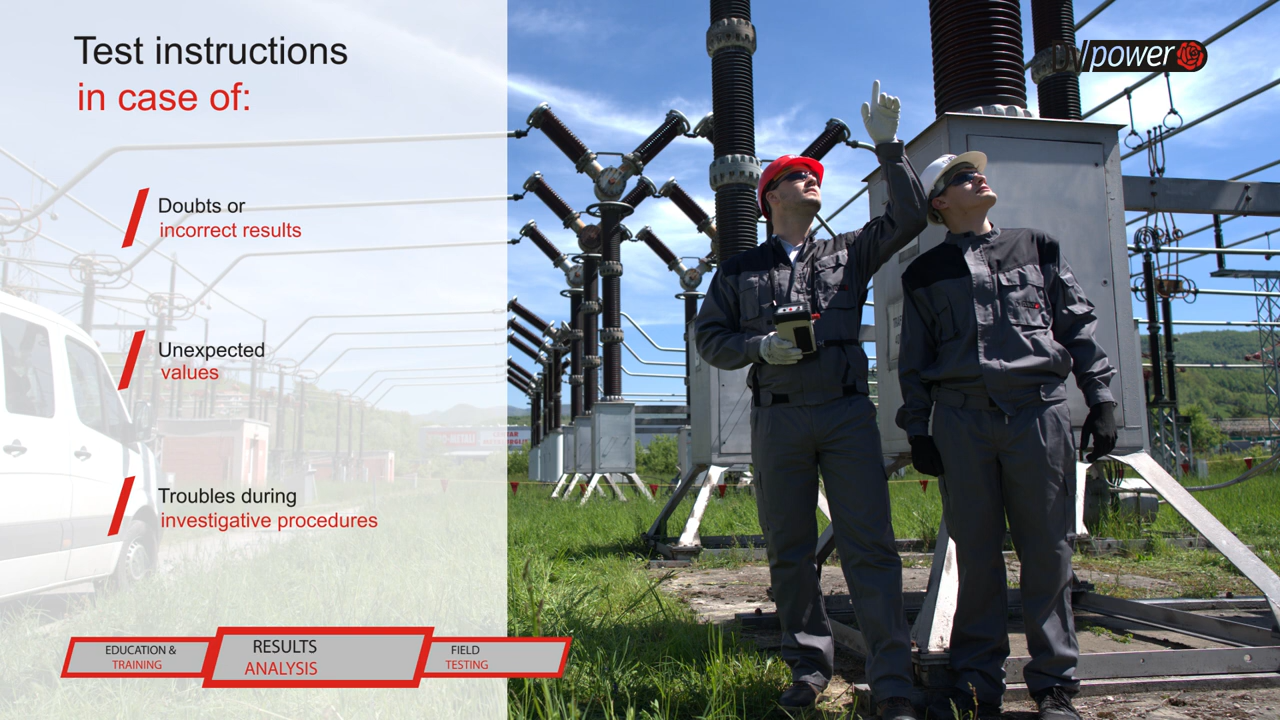 Test instructions
in case of:
Doubts or
incorrect results
Unexpected
values
Troubles during
investigative procedures
EDUCATION &
TRAINING
RESULTS
ANALYSIS
FIELD
TESTING
DV power